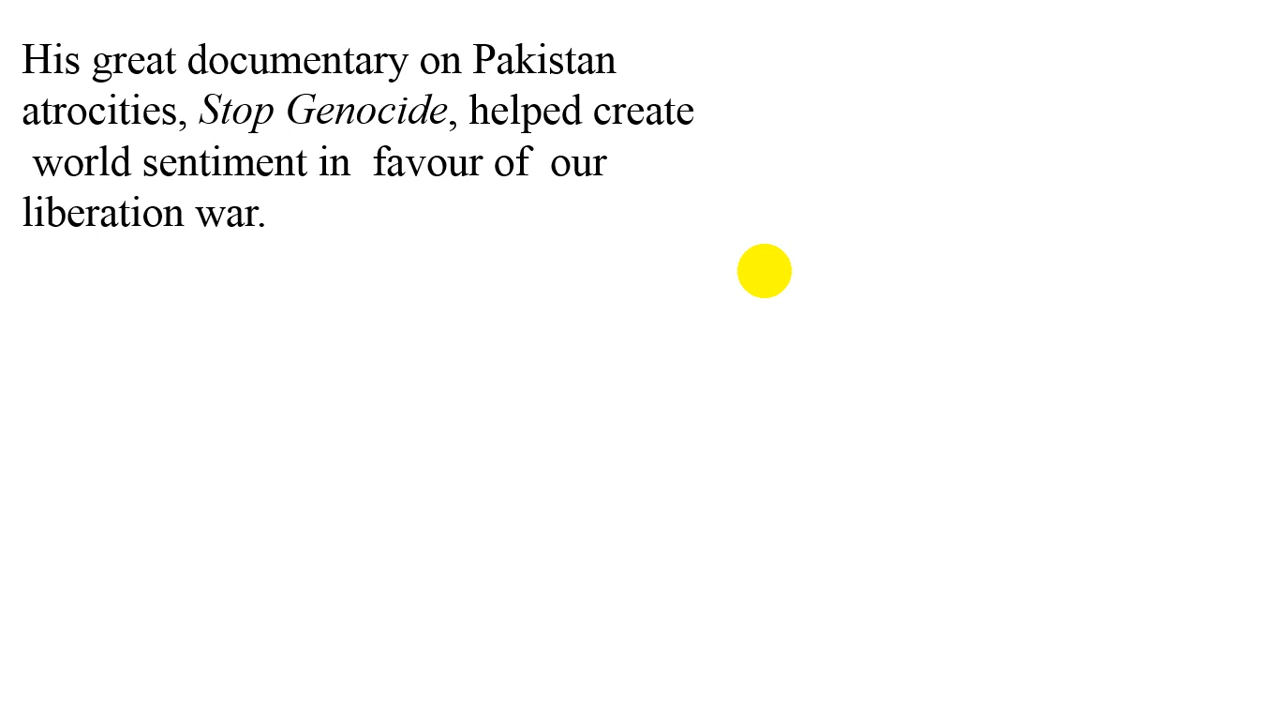 His great documentary on Pakistan
atrocities, Stop Genocide, helped create
world sentiment in  favour of  our
liberation war.